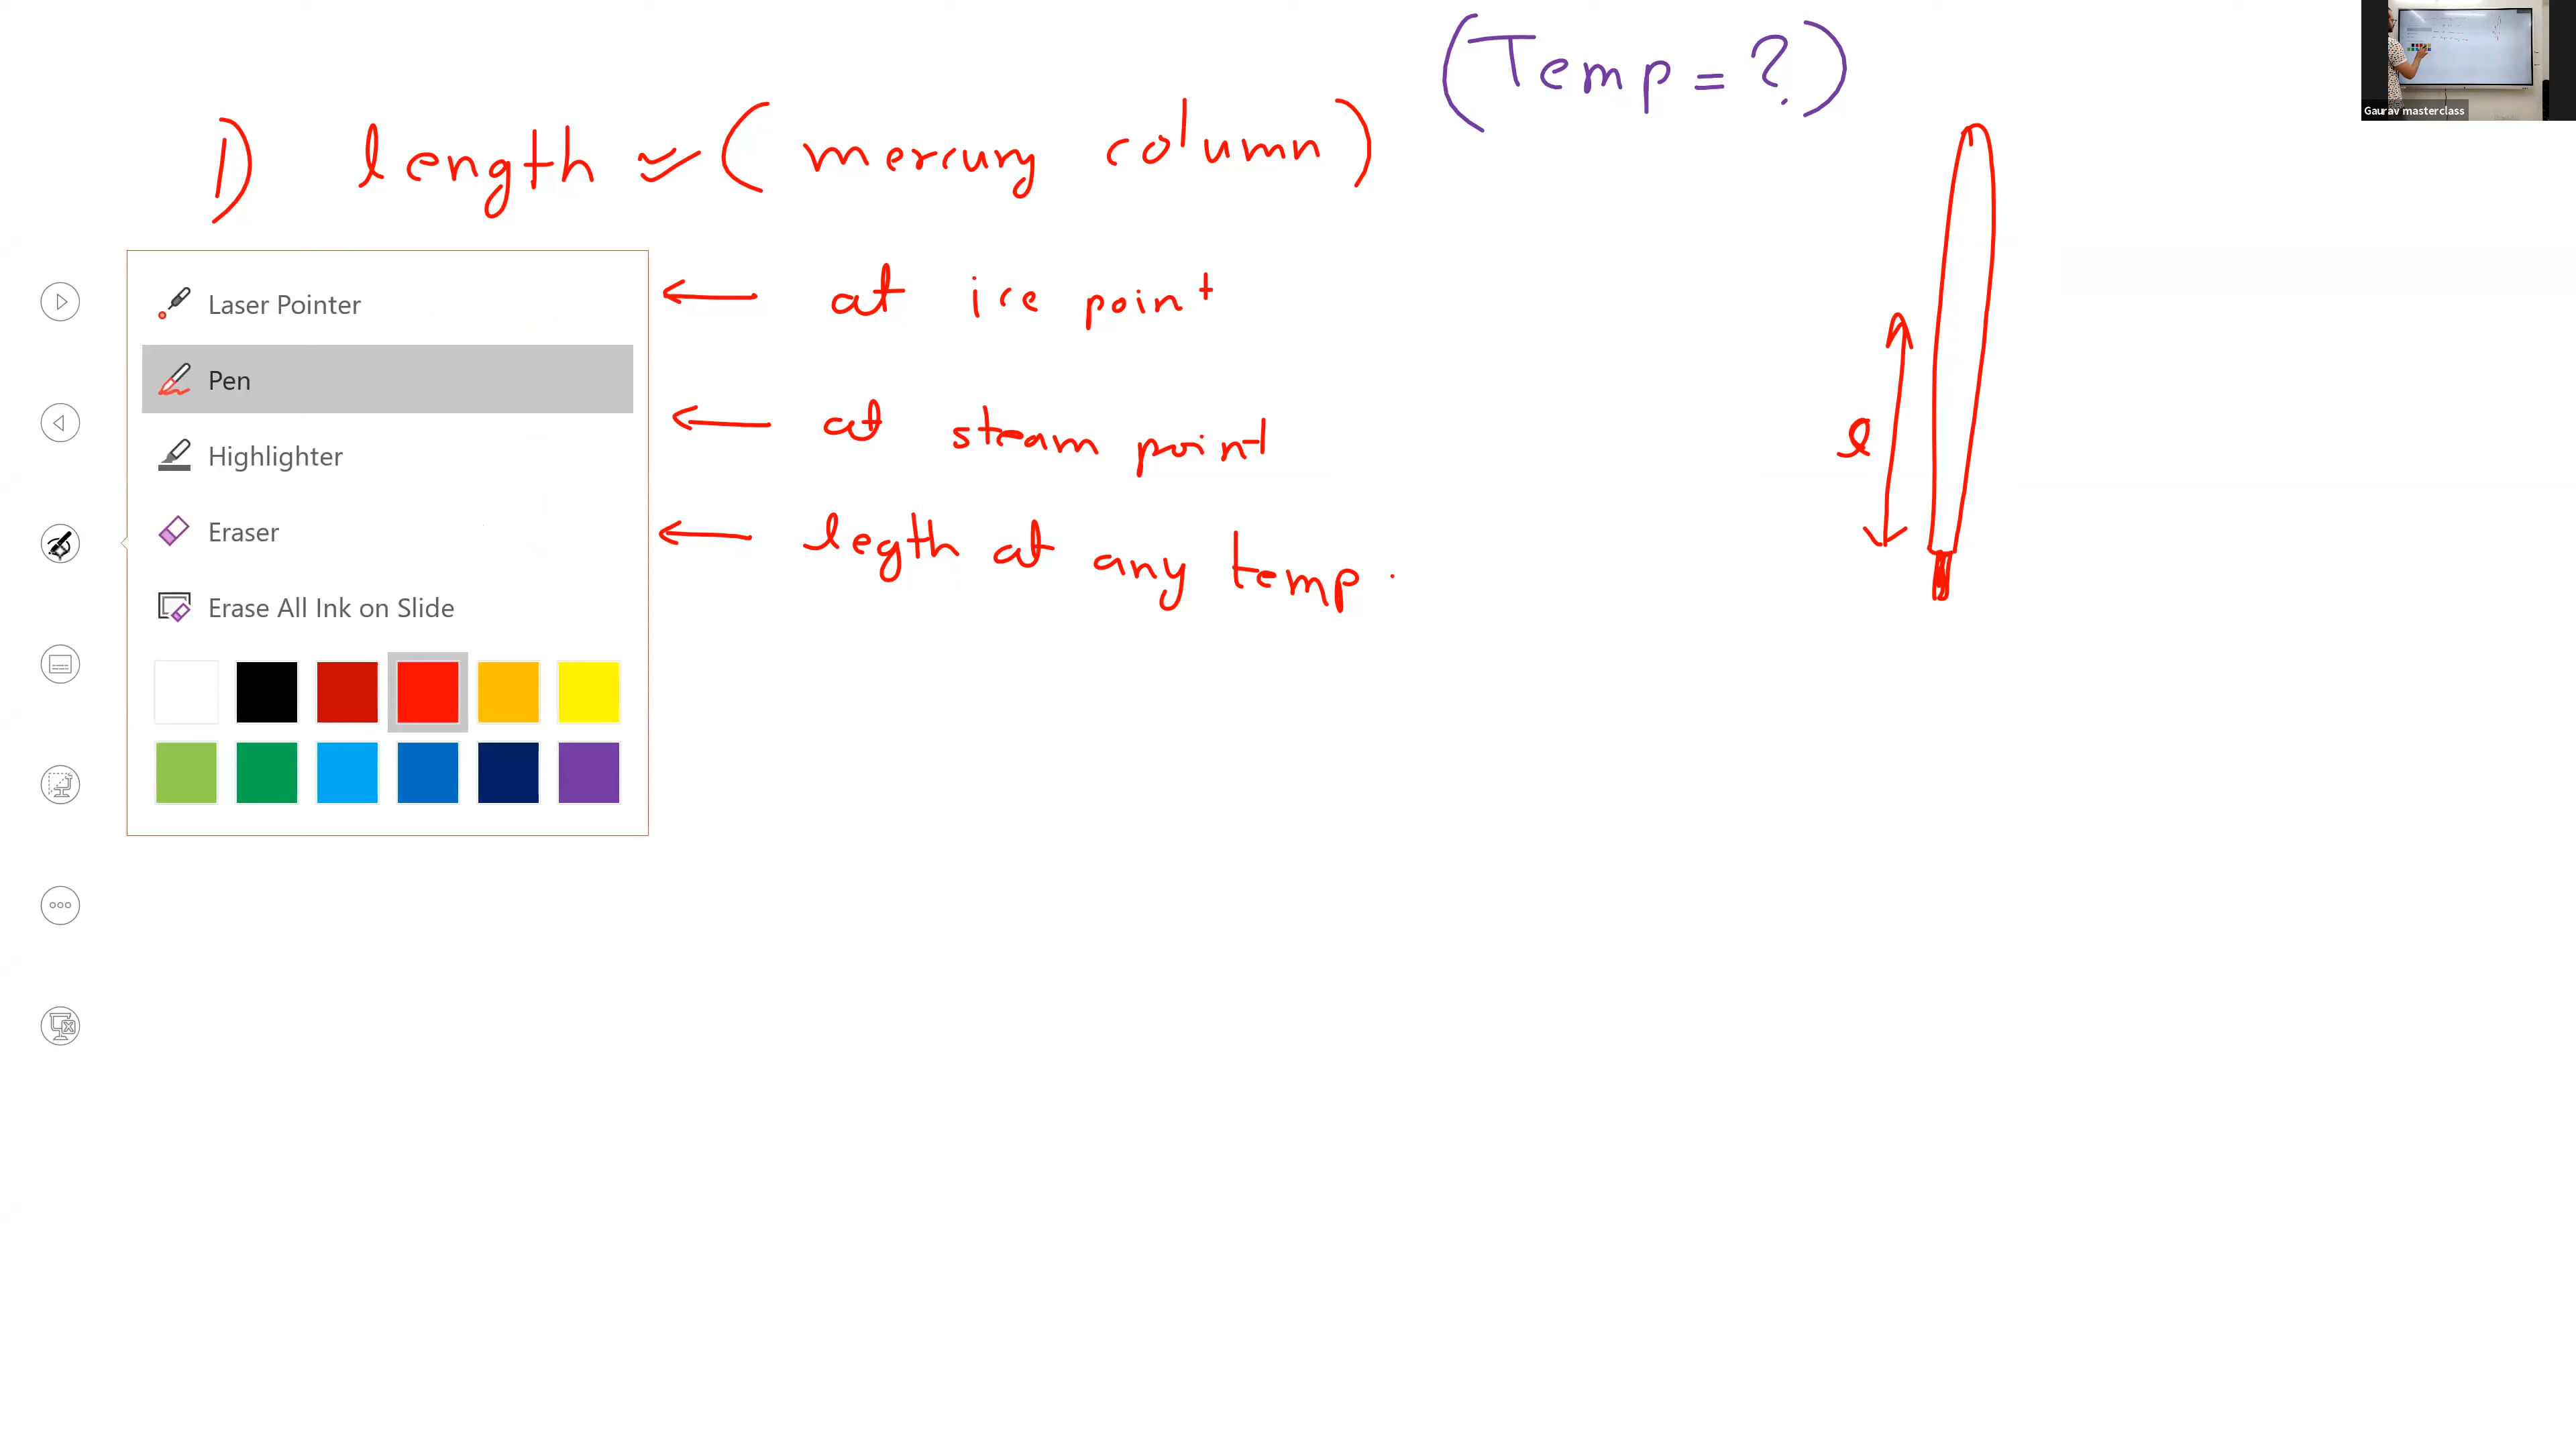 (Temp = ?)
Gaurav masterclass
1) length ≈ (mercury column)
Laser Pointer
← at ice point
Pen
Highlighter
← at steam point
l
Eraser
← legth at any temp.
Erase All Ink on Slide